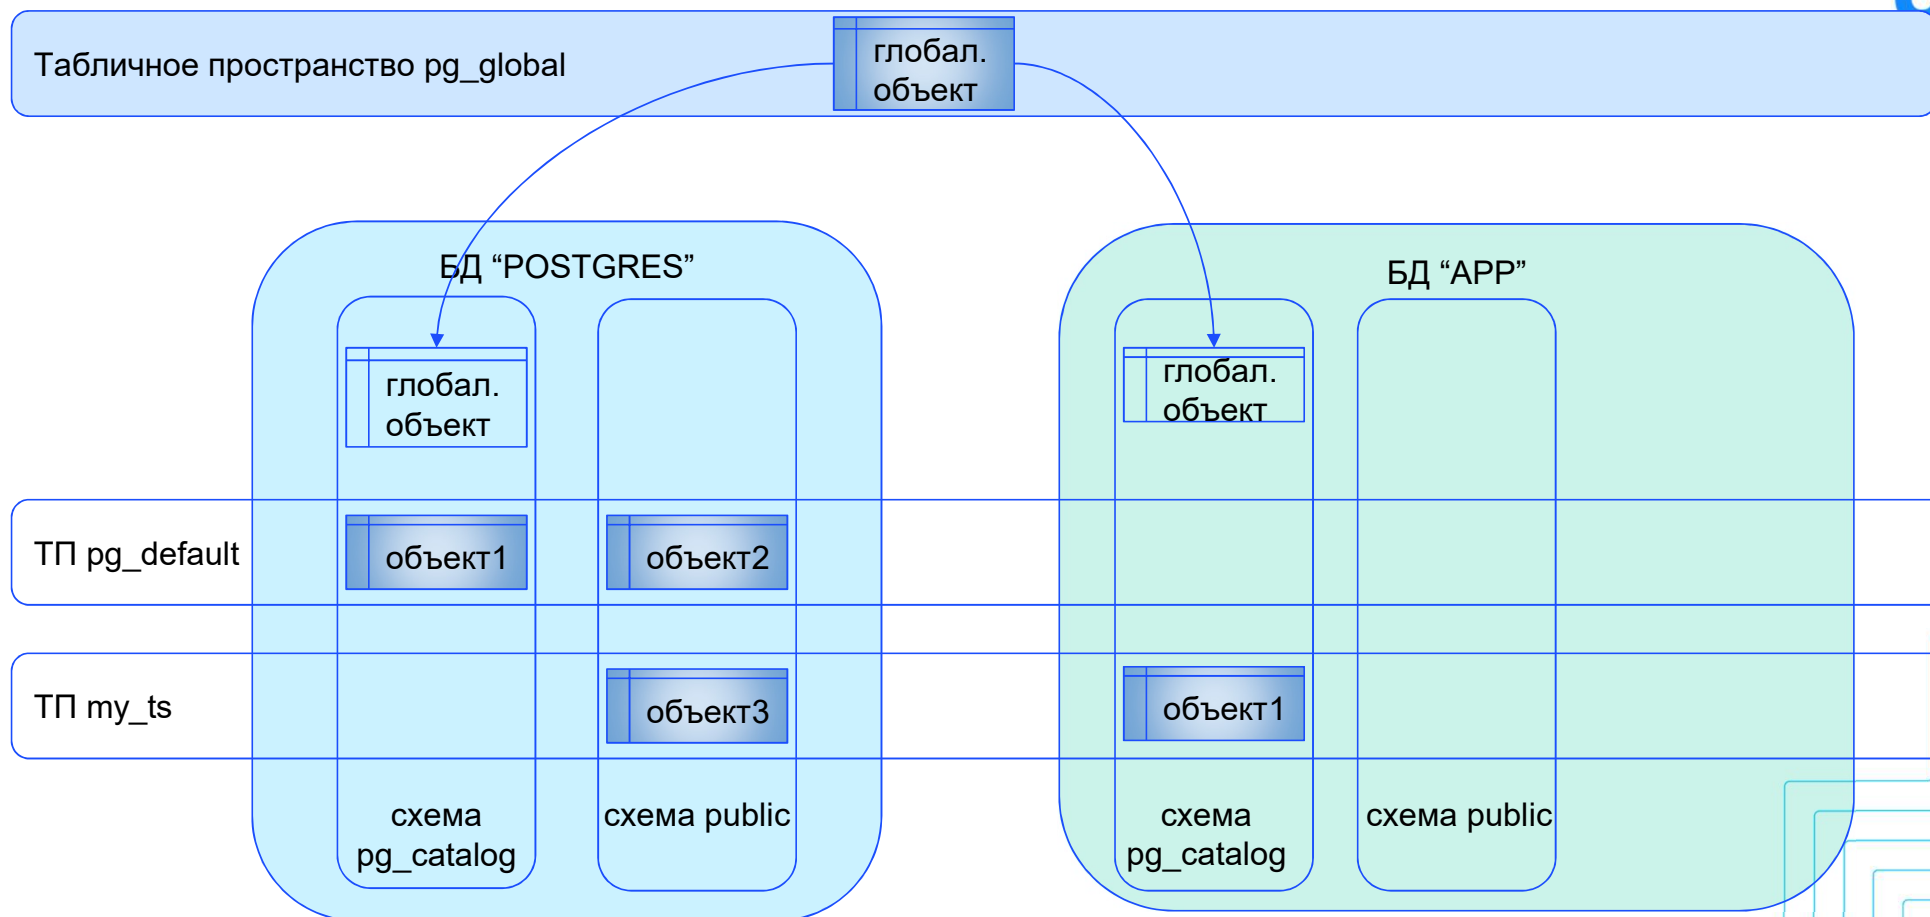 Табличное пространство pg_global
глобал.
объект
БД “POSTGRES”
БД “APP”
глобал.
объект
глобал.
объект
ТП pg_default
объект1
объект2
ТП my_ts
объект3
объект1
схема
pg_catalog
схема public
схема
pg_catalog
схема public